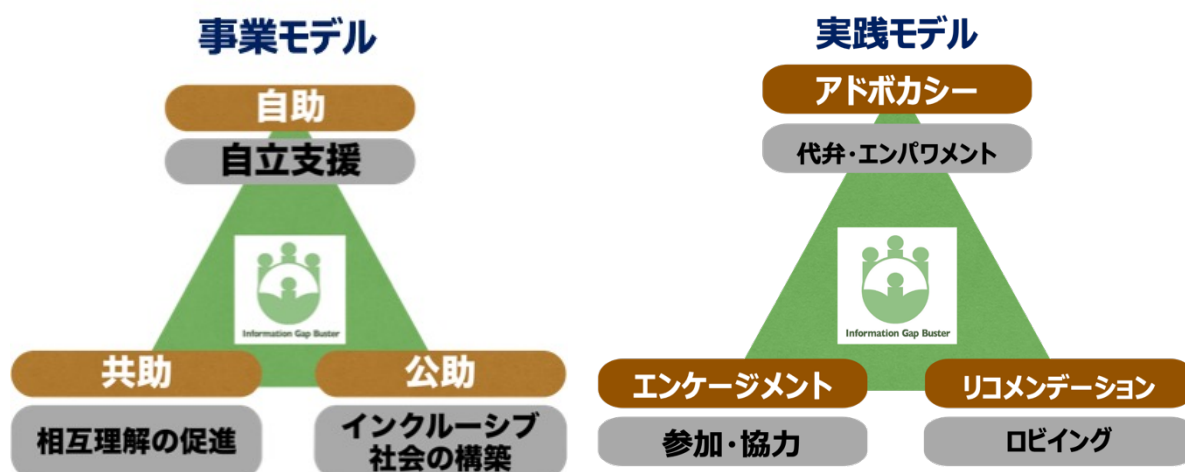 事業モデル
自助
自立支援
Information Gap Buster
共助
相互理解の促進
公助
インクルーシブ
社会の構築
実践モデル
アドボカシー
代弁・エンパワメント
Information Gap Buster
エンケージメント
参加・協力
リコメンデーション
ロビイング